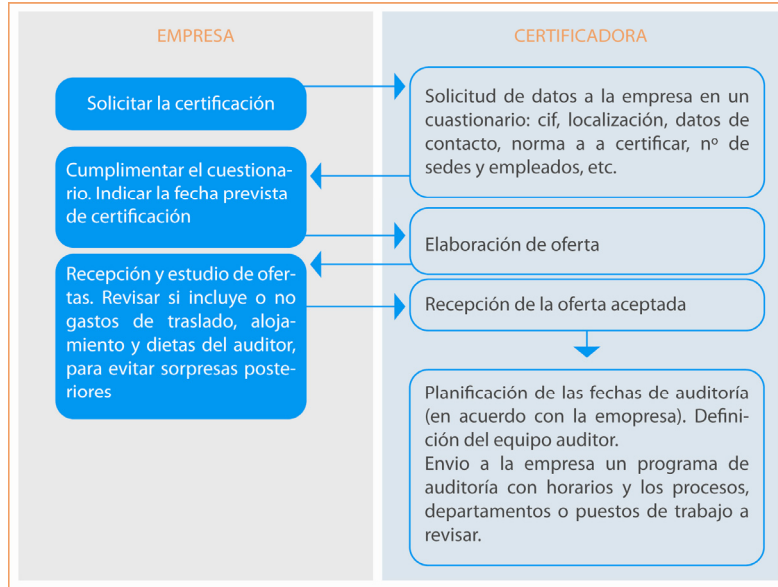 EMPRESA
CERTIFICADORA
Solicitar la certificación
Solicitud de datos a la empresa en un
cuastionario: cif, localización, datos de
contacto, norma a a certificar, nº de
sedes y empleados, etc.
Cumplimentar el cuestiona-
rio. Indicar la fecha prevista
de certificación
Elaboración de oferta
Recepción y estudio de ofer-
tas. Revisar si incluye o no
gastos de traslado, aloja-
miento y dietas del auditor,
para evitar sorpresas poste-
riores
Recepción de la oferta aceptada
Planificación de las fechas de auditoría
(en acuerdo con la emopresa). Defini-
ción del equipo auditor.
Envio a la empresa un programa de
auditoría con horarios y los procesos,
departamentos o puestos de trabajo a
revisar.